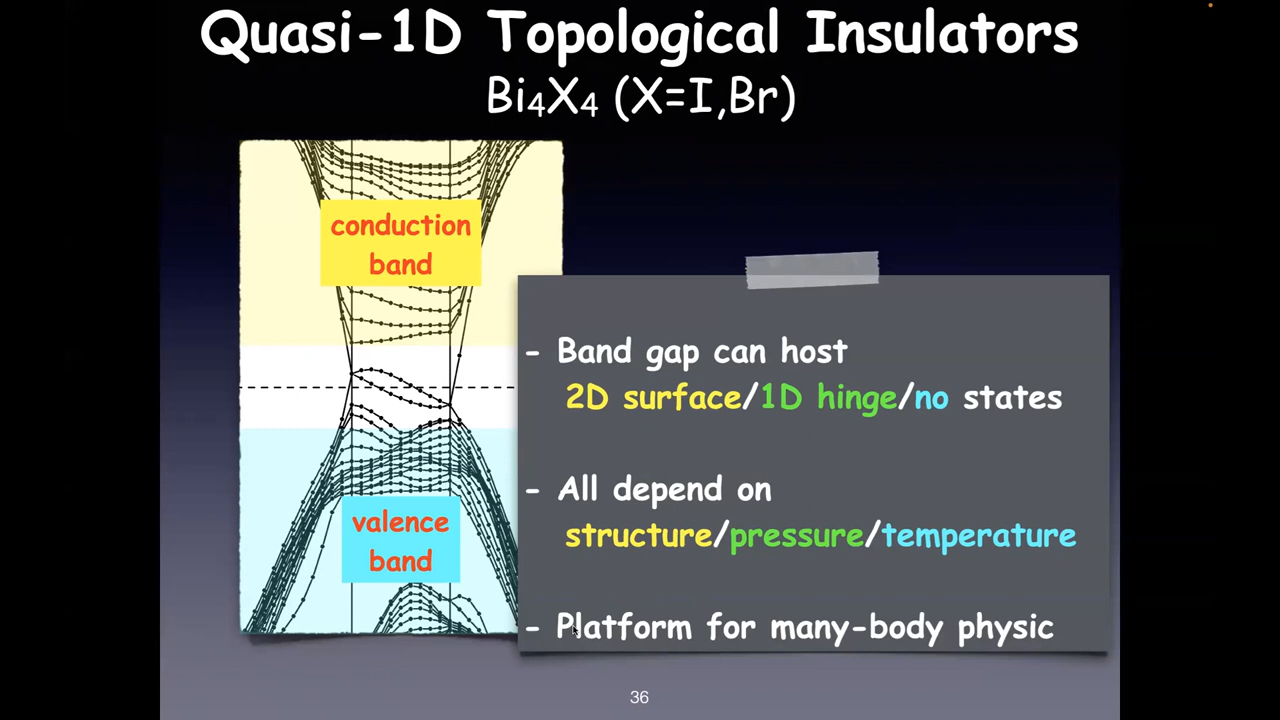 Quasi-1D Topological Insulators
Bi₄X₄ (X=I,Br)
conduction
band
valence
band
- Band gap can host
2D surface/1D hinge/no states
- All depend on
structure/pressure/temperature
- Platform for many-body physic
36